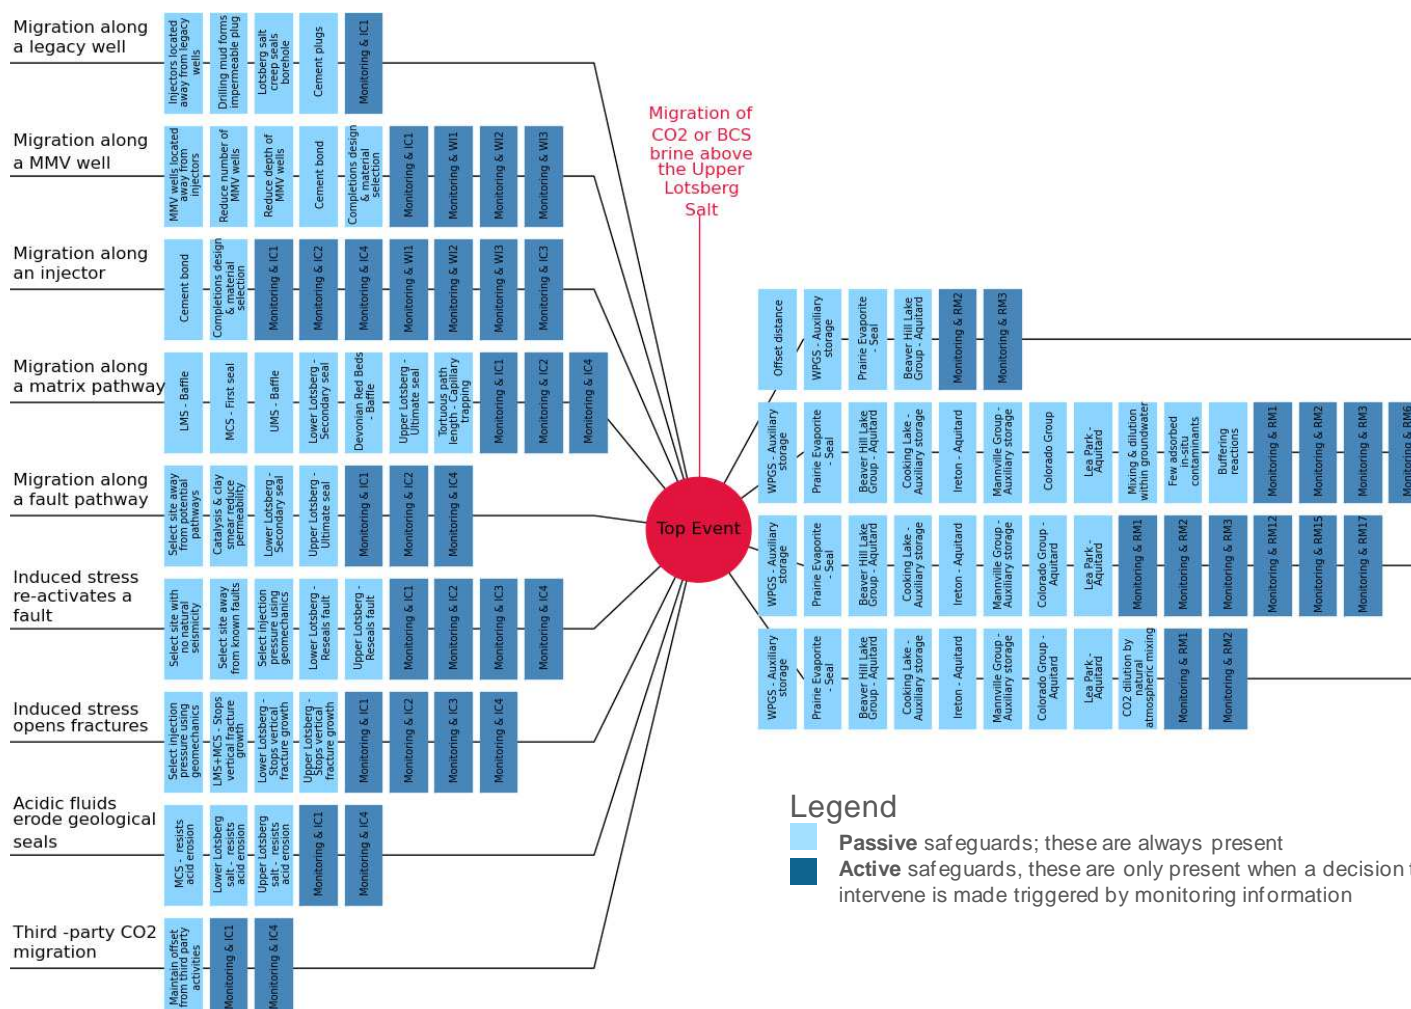 Migration along
a legacy well
Injectors located
away from legacy
wells
Drilling mud forms
impermeable plug
Lotsberg salt
creep seals
borehole
Cement plugs
Monitoring & IC1
Migration along
a MMV well
MMV wells located
away from
injectors
Reduce number of
MMV wells
Reduce depth of
MMV wells
Cement bond
Completions design
& material
selection
Monitoring & IC1
Monitoring & WI1
Monitoring & WI2
Monitoring & WI3
Migration along
an injector
Cement bond
Completions design
& material
selection
Monitoring & IC1
Monitoring & IC2
Monitoring & IC4
Monitoring & WI1
Monitoring & WI2
Monitoring & WI3
Monitoring & IC3
Migration along
a matrix pathway
LMS - Baffle
MCS - First seal
UMS - Baffle
Lower Lotsberg -
Secondary seal
Devonian Red Beds
- Baffle
Upper Lotsberg -
Ultimate seal
Tortuous path
length - Capillary
trapping
Monitoring & IC1
Monitoring & IC2
Monitoring & IC4
Migration along
a fault pathway
Select site away
from potential
pathways
Catalysis & clay
smear reduce
permeability
Lower Lotsberg -
Secondary seal
Upper Lotsberg -
Ultimate seal
Monitoring & IC1
Monitoring & IC2
Monitoring & IC4
Induced stress
re-activates a
fault
Select site with
no natural
seismicity
Select site away
from known faults
Select injection
pressure using
geomechanics
Lower Lotsberg -
Reseals fault
Upper Lotsberg -
Reseals fault
Monitoring & IC1
Monitoring & IC2
Monitoring & IC3
Monitoring & IC4
Induced stress
opens fractures
Select injection
pressure using
geomechanics
LMS+MCS - Stops
vertical fracture
growth
Lower Lotsberg -
Stops vertical
fracture growth
Upper Lotsberg -
Stops vertical
fracture growth
Monitoring & IC1
Monitoring & IC2
Monitoring & IC3
Monitoring & IC4
Acidic fluids
erode geological
seals
MCS - resists
acid erosion
Lower Lotsberg
salt - resists
acid erosion
Upper Lotsberg
salt - resists
acid erosion
Monitoring & IC1
Monitoring & IC4
Third -party CO2
migration
Maintain offset
from third party
activities
Monitoring & IC1
Monitoring & IC4
Migration of
CO2 or BCS
brine above
the Upper
Lotsberg
Salt
Top Event
Offset distance
WPGS - Auxiliary
storage
Prairie Evaporite
- Seal
Beaver Hill Lake
Group - Aquitard
Monitoring & RM2
Monitoring & RM3
WPGS - Auxiliary
storage
Prairie Evaporite
- Seal
Beaver Hill Lake
Group - Aquitard
Cooking Lake -
Auxiliary storage
Ireton - Aquitard
Mannville Group -
Auxiliary storage
Colorado Group
Lea Park -
Aquitard
Mixing & dilution
within groundwater
Few adsorbed
in-situ
contaminants
Buffering
reactions
Monitoring & RM1
Monitoring & RM2
Monitoring & RM3
Monitoring & RM6
WPGS - Auxiliary
storage
Prairie Evaporite
- Seal
Beaver Hill Lake
Group - Aquitard
Cooking Lake -
Auxiliary storage
Ireton - Aquitard
Mannville Group -
Auxiliary storage
Colorado Group -
Aquitard
Lea Park -
Aquitard
Monitoring & RM1
Monitoring & RM2
Monitoring & RM3
Monitoring & RM12
Monitoring & RM15
Monitoring & RM17
WPGS - Auxiliary
storage
Prairie Evaporite
- Seal
Beaver Hill Lake
Group - Aquitard
Cooking Lake -
Auxiliary storage
Ireton - Aquitard
Mannville Group -
Auxiliary storage
Colorado Group -
Aquitard
Lea Park -
Aquitard
CO2 dilution by
natural
atmospheric mixing
Monitoring & RM1
Monitoring & RM2
Legend
Passive safeguards; these are always present
Active safeguards, these are only present when a decision
intervene is made triggered by monitoring information